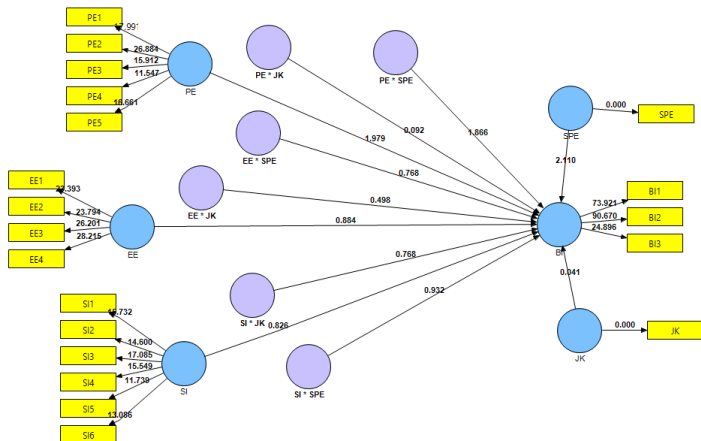 PE1
PE2
PE3
PE4
PE5
17.991
26.884
15.912
11.547
16.661
PE
PE * JK
PE * SPE
EE * SPE
EE * JK
1.979
0.092
1.866
0.768
0.498
0.884
SPE
0.000
SPE
2.110
BI1
BI2
BI3
73.921
90.670
24.896
BI
EE1
EE2
EE3
EE4
23.794
26.201
28.215
EE
0.768
0.932
0.826
0.041
SI * JK
SI * SPE
JK
0.000
JK
SI1
SI2
SI3
SI4
SI5
SI6
14.600
17.085
15.549
11.739
13.086
SI